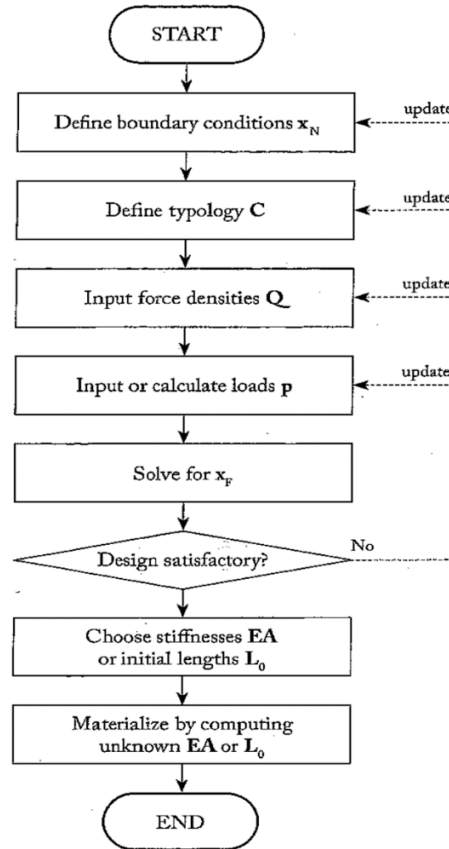 START
Define boundary conditions x_N
update
Define typology C
update
Input force densities Q
update
Input or calculate loads p
update
Solve for x_F
Design satisfactory?
No
Choose stiffnesses EA
or initial lengths L_0
Materialize by computing
unknown EA or L_0
END